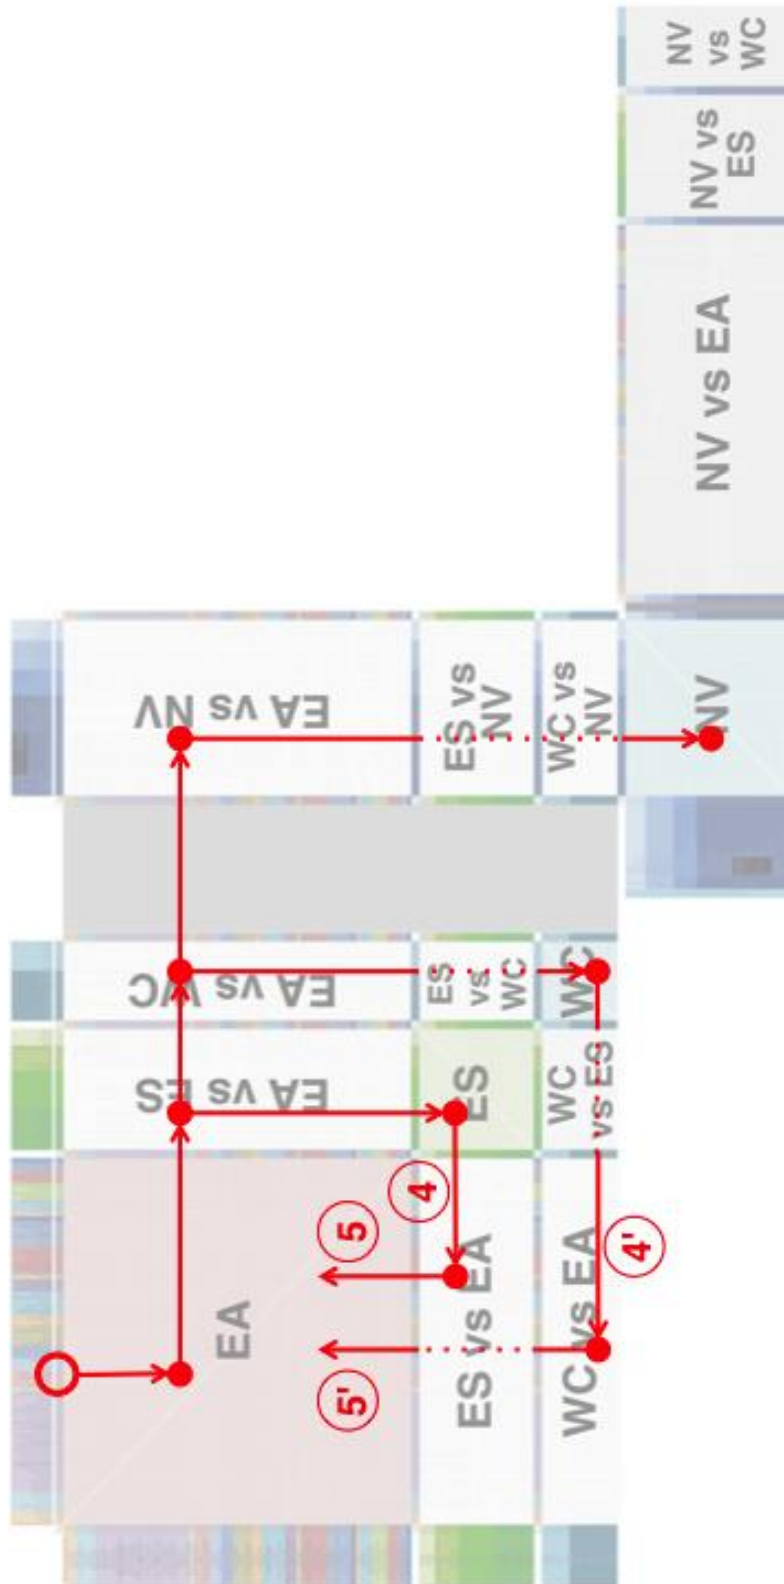 NV
vs
WC
NV vs
ES
NV vs EA
EA vs NV
ES vs
NV
WC vs
NV
NV
EA vs WC
ES
vs
WC
WC
EA vs ES
ES
WC
vs ES
EA
ES vs EA
WC vs EA
4
5
4'
5'